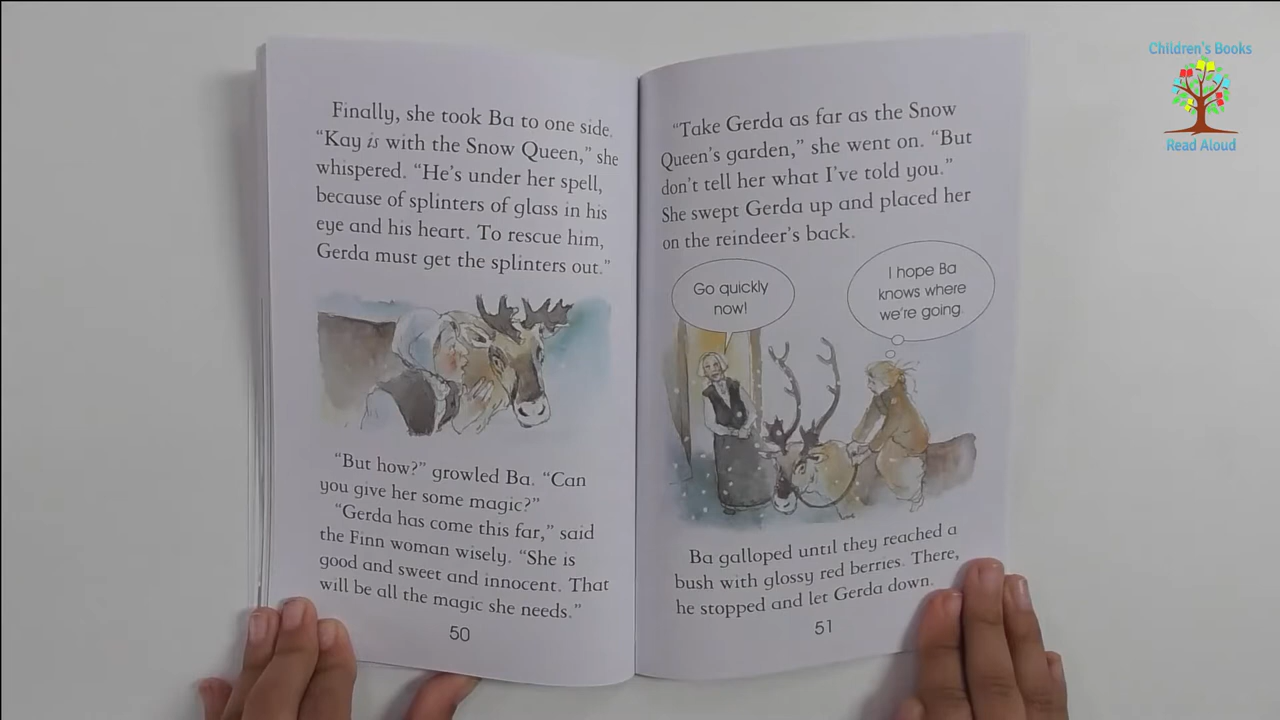 Finally, she took Ba to one side.
“Kay is with the Snow Queen,” she
whispered. “He’s under her spell,
because of splinters of glass in his
eye and his heart. To rescue him,
Gerda must get the splinters out.”
“But how?” growled Ba. “Can
you give her some magic?”
“Gerda has come this far,” said
the Finn woman wisely. “She is
good and sweet and innocent. That
will be all the magic she needs.”
50
“Take Gerda as far as the Snow
Queen’s garden,” she went on. “But
don’t tell her what I’ve told you.”
She swept Gerda up and placed her
on the reindeer’s back.
Go quickly
now!
I hope Ba
knows where
we’re going.
Ba galloped until they reached a
bush with glossy red berries. There,
he stopped and let Gerda down.
51
Children's Books
Read Aloud